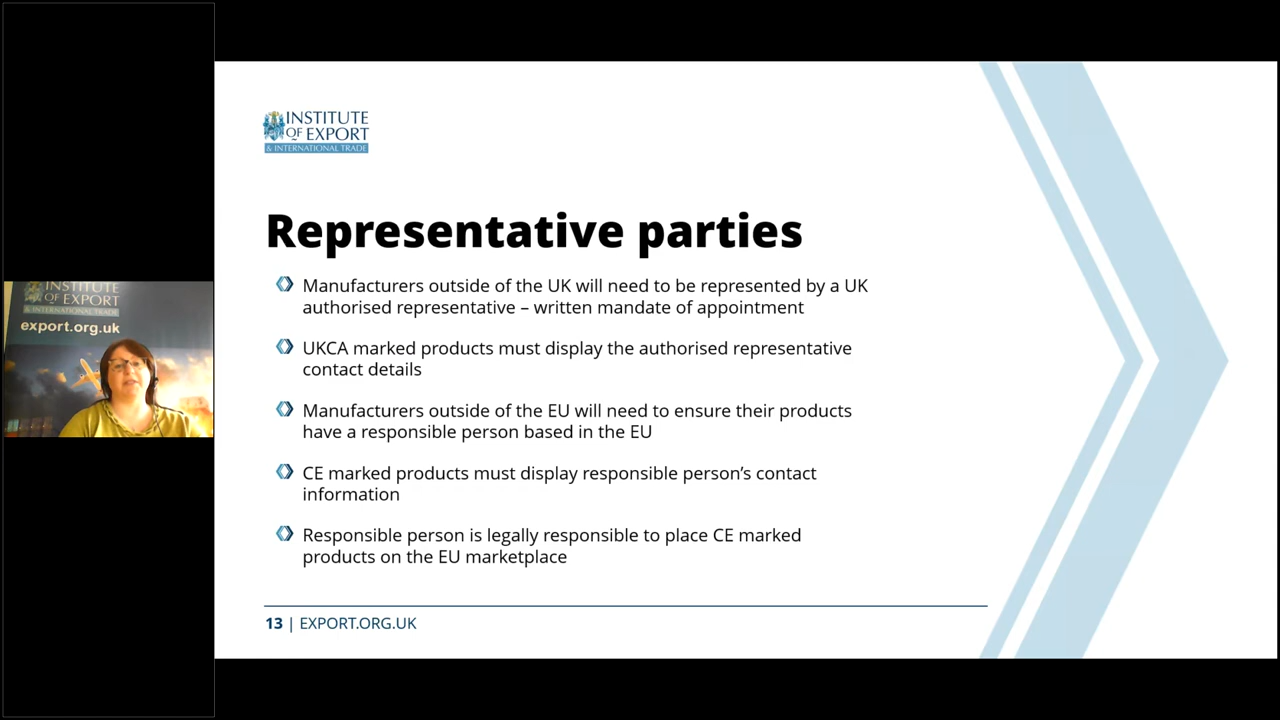 INSTITUTE
OF EXPORT
& INTERNATIONAL TRADE
Representative parties
Manufacturers outside of the UK will need to be represented by a UK
authorised representative – written mandate of appointment
UKCA marked products must display the authorised representative
contact details
Manufacturers outside of the EU will need to ensure their products
have a responsible person based in the EU
CE marked products must display responsible person’s contact
information
Responsible person is legally responsible to place CE marked
products on the EU marketplace
13 | EXPORT.ORG.UK
INSTITUTE
OF EXPORT
& INTERNATIONAL TRADE
export.org.uk